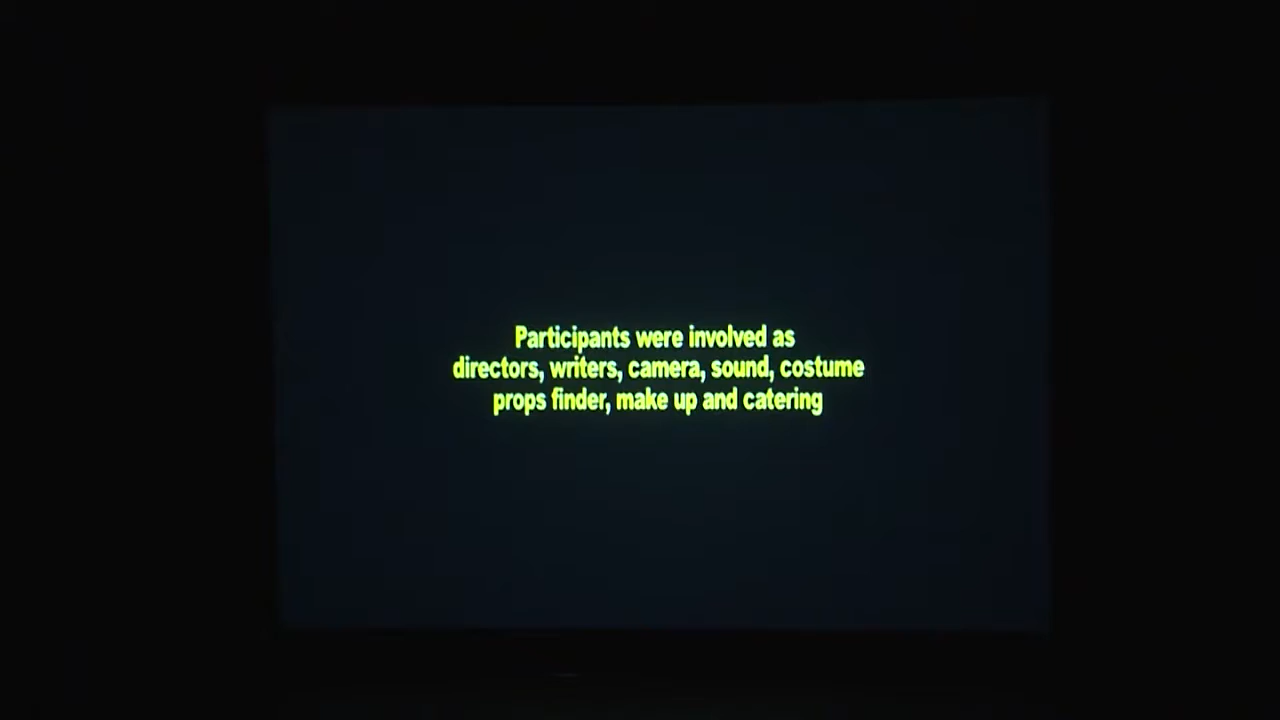 Participants were involved as
directors, writers, camera, sound, costume
props finder, make up and catering